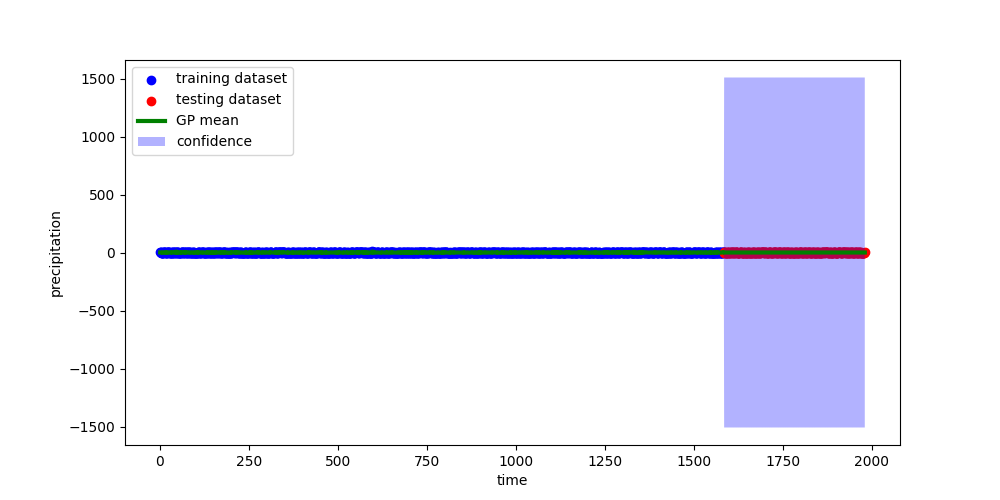 training dataset
testing dataset
GP mean
confidence
1500
1000
500
0
−500
−1000
−1500
precipitation
0 250 500 750 1000 1250 1500 1750 2000
time